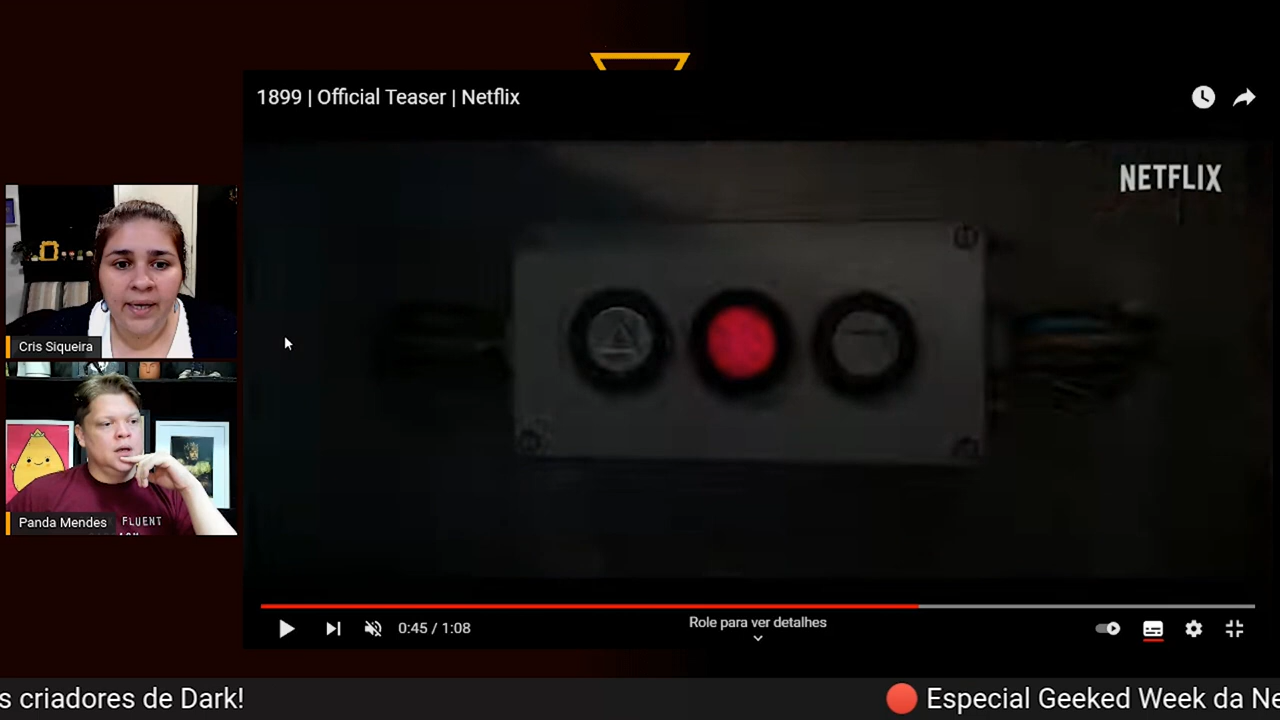 1899 | Official Teaser | Netflix
NETFLIX
Cris Siqueira
FLUENT
Panda Mendes
0:45 / 1:08
Role para ver detalhes
s criadores de Dark!
Especial Geeked Week da Ne